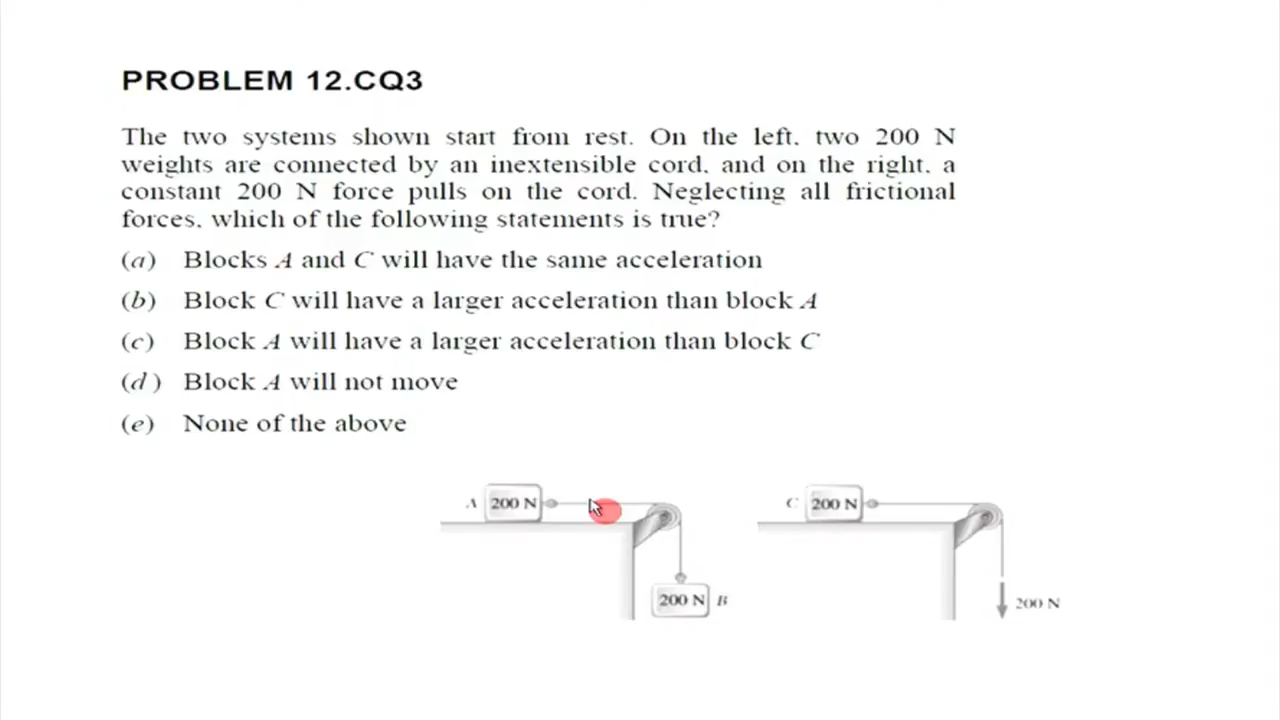 PROBLEM 12.CQ3
The two systems shown start from rest. On the left, two 200 N
weights are connected by an inextensible cord, and on the right, a
constant 200 N force pulls on the cord. Neglecting all frictional
forces, which of the following statements is true?
(a) Blocks A and C will have the same acceleration
(b) Block C will have a larger acceleration than block A
(c) Block A will have a larger acceleration than block C
(d) Block A will not move
(e) None of the above
A 200 N C 200 N
200 N B 200 N